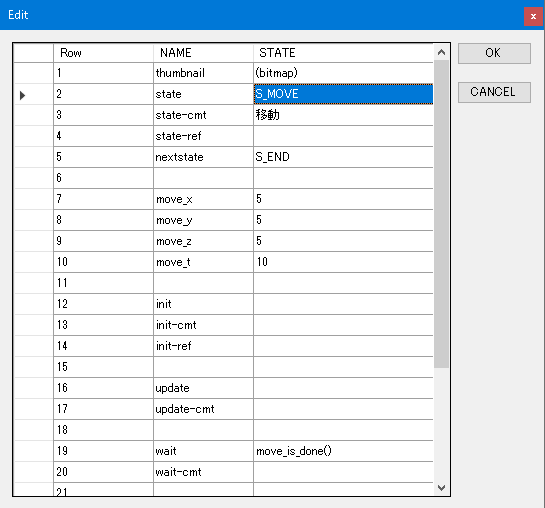 Edit
Row NAME STATE
1 thumbnail (bitmap)
2 state S_MOVE
3 state-cmt 移動
4 state-ref
5 nextstate S_END
6
7 move_x 5
8 move_y 5
9 move_z 5
10 move_t 10
11
12 init
13 init-cmt
14 init-ref
15
16 update
17 update-cmt
18
19 wait move_is_done()
20 wait-cmt
21
OK
CANCEL